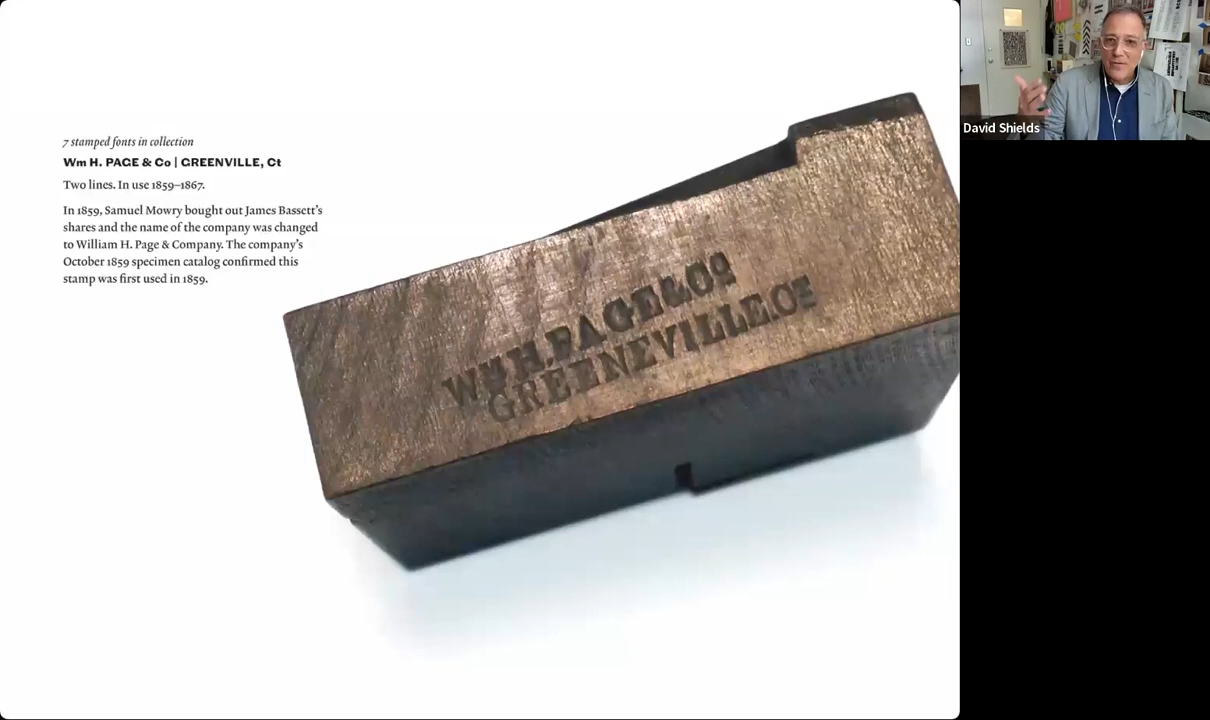 7 stamped fonts in collection
Wm H. PAGE & Co | GREENVILLE, Ct
Two lines. In use 1859–1867.
In 1859, Samuel Mowry bought out James Bassett’s
shares and the name of the company was changed
to William H. Page & Company. The company’s
October 1859 specimen catalog confirmed this
stamp was first used in 1859.
WM H. PAGE & CO
GREENEVILLE. CT
David Shields